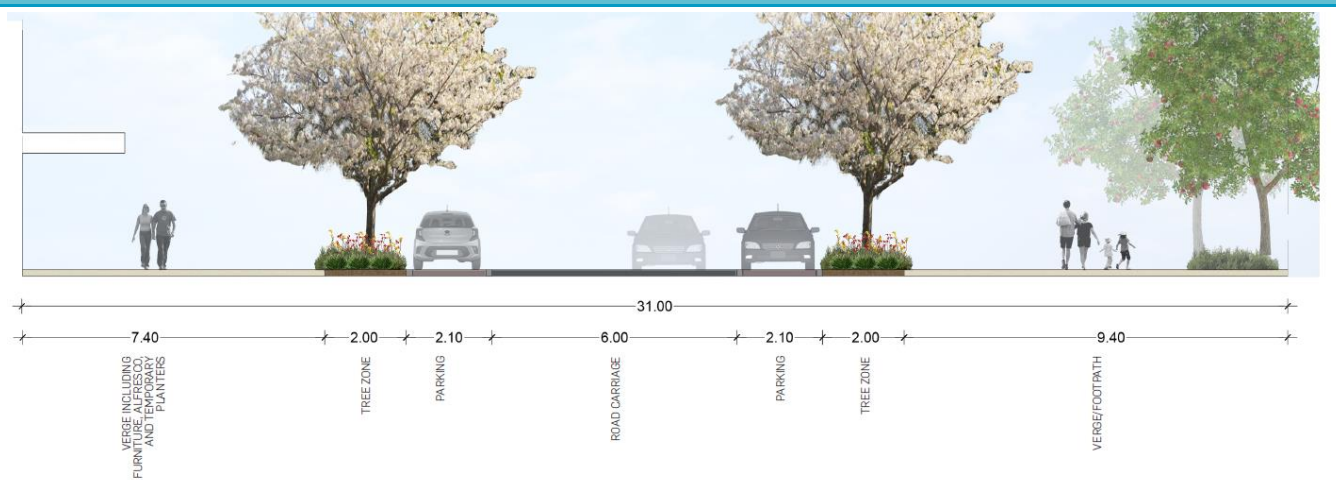 31.00
7.40
2.00
2.10
6.00
2.10
2.00
9.40
VERGE INCLUDING
FURNITURE, ALFRESCO,
AND TEMPORARY
PLANTERS
TREE ZONE
PARKING
ROAD CARRIAGE
PARKING
TREE ZONE
VERGE/FOOTPATH